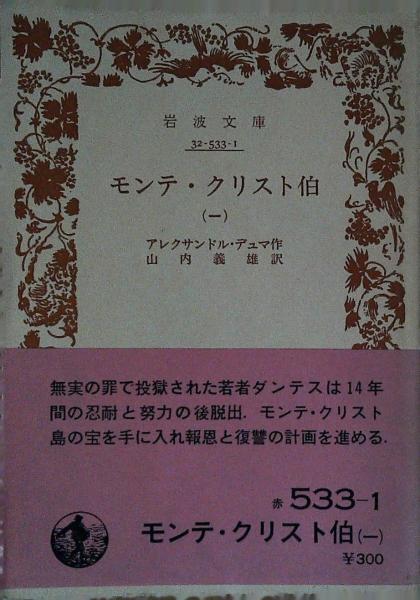 岩波文庫
32-533-1
モンテ・クリスト伯
(一)
アレクサンドル・デュマ作
山内義雄訳
無実の罪で投獄された若者ダンテスは14年
間の忍耐と努力の後脱出．モンテ・クリスト
島の宝を手に入れ報恩と復讐の計画を進める．
赤 533-1
モンテ・クリスト伯(一)
¥300